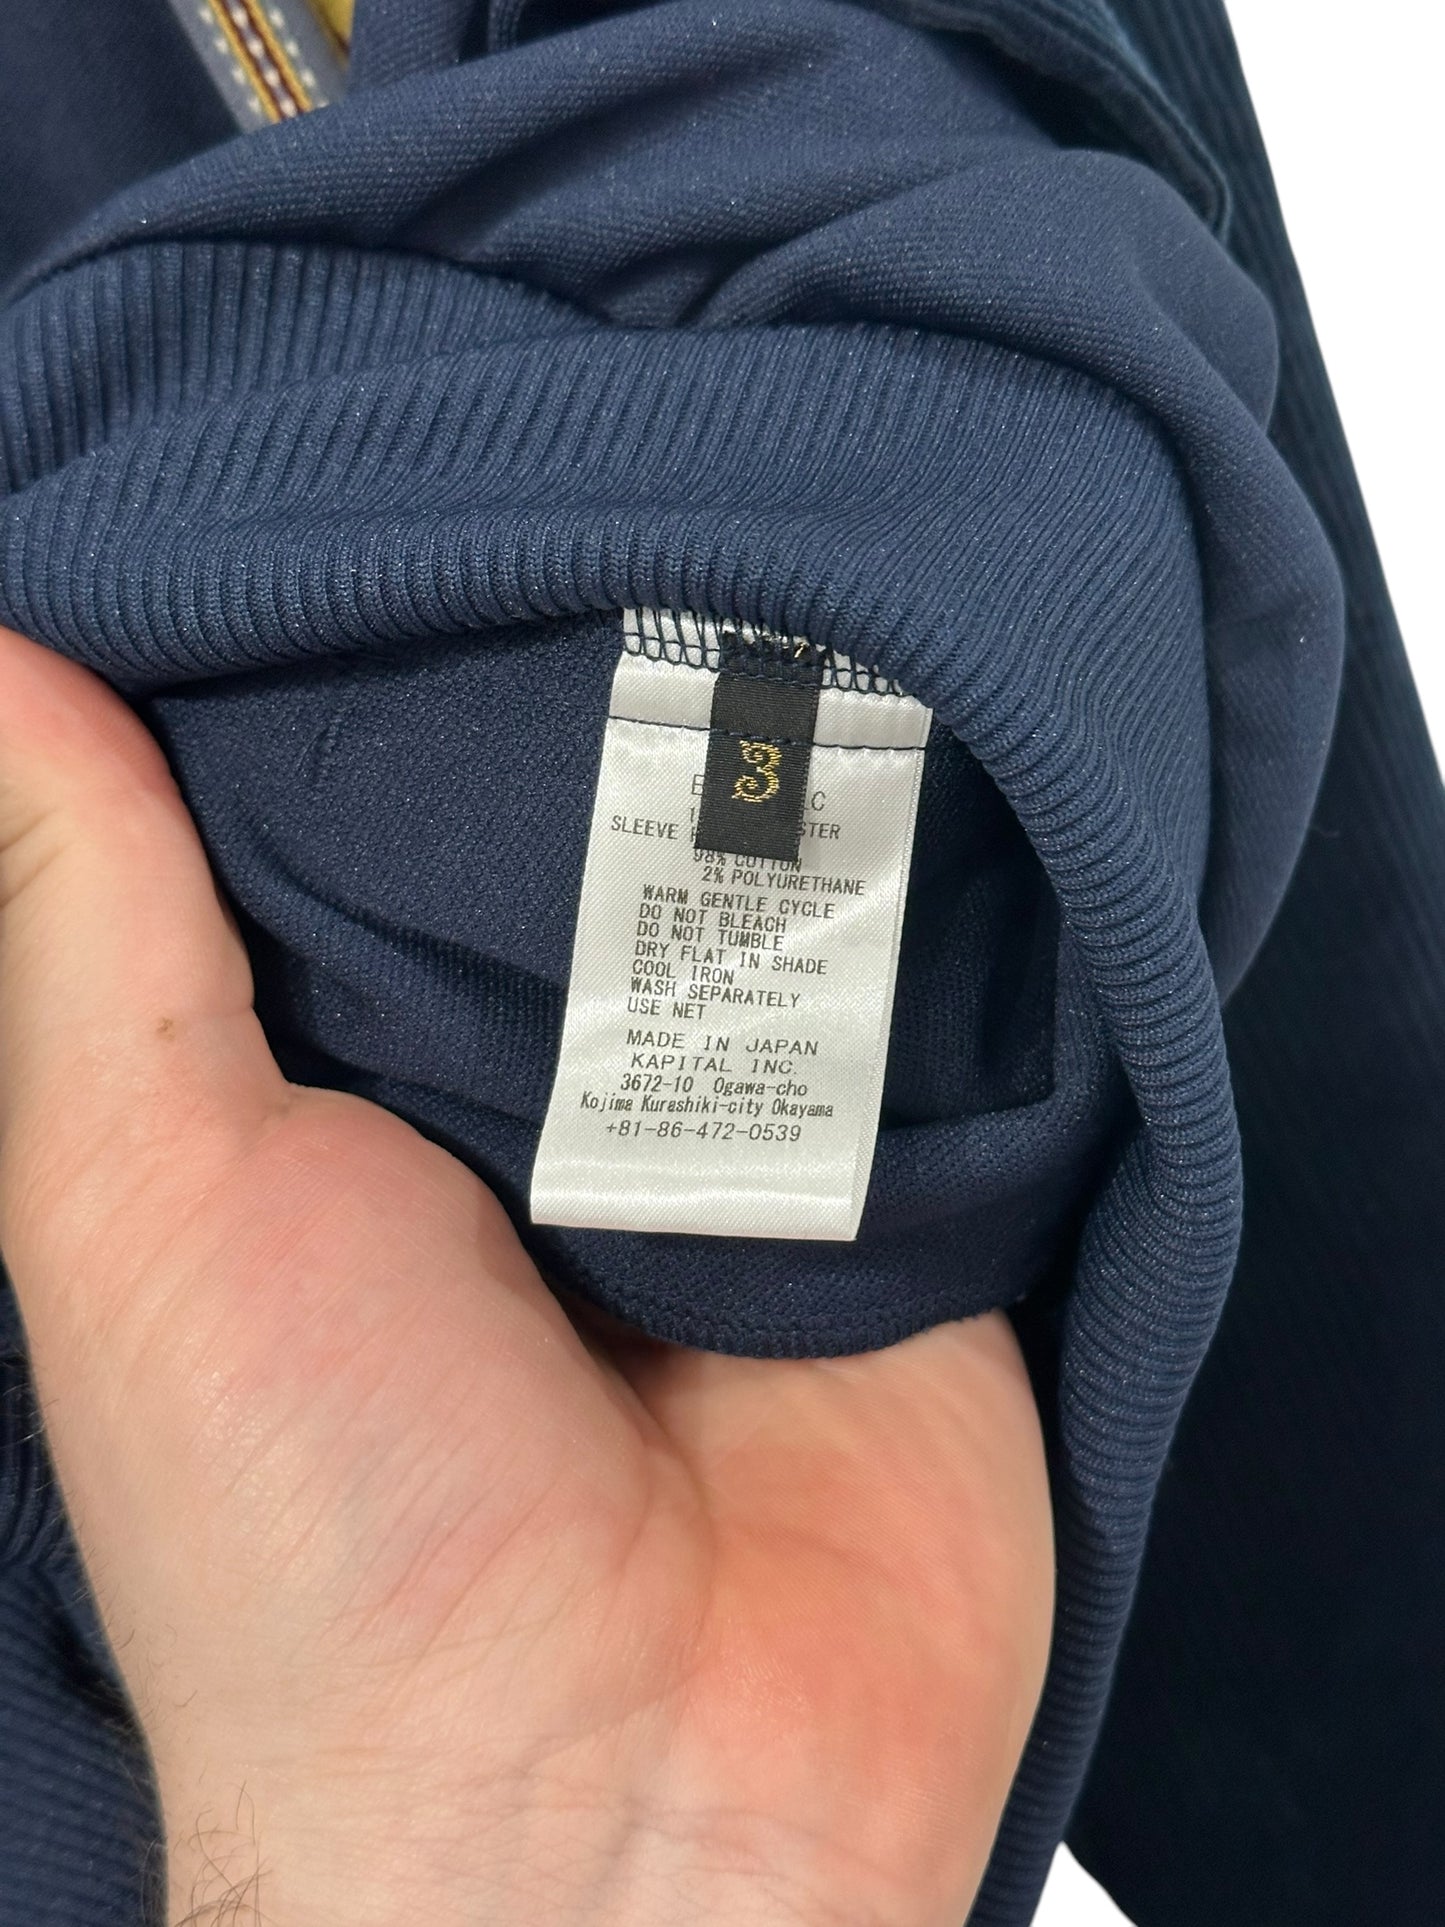 3
SLEEVE
98% COTTON
2% POLYURETHANE
WARM GENTLE CYCLE
DO NOT BLEACH
DO NOT TUMBLE
DRY FLAT IN SHADE
COOL IRON
WASH SEPARATELY
USE NET
MADE IN JAPAN
KAPITAL INC.
3672-10 Ogawa-cho
Kojima Kurashiki-city Okayama
+81-86-472-0539